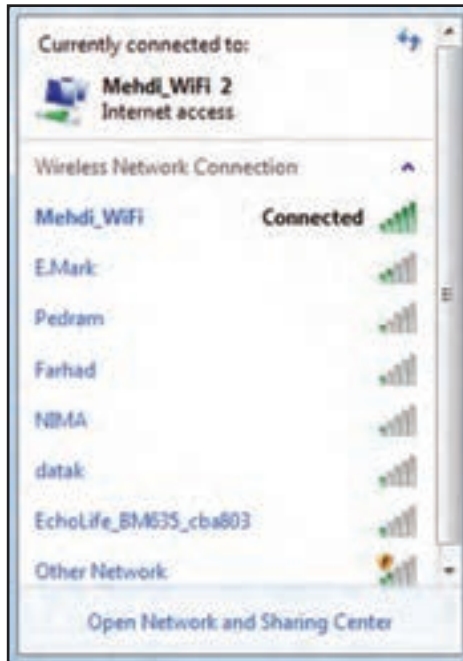 Currently connected to:
Mehdi_WiFi 2
Internet access
Wireless Network Connection
Mehdi_WiFi Connected
E.Mark
Pedram
Farhad
NIMA
datak
EchoLife_BM635_cba803
Other Network
Open Network and Sharing Center